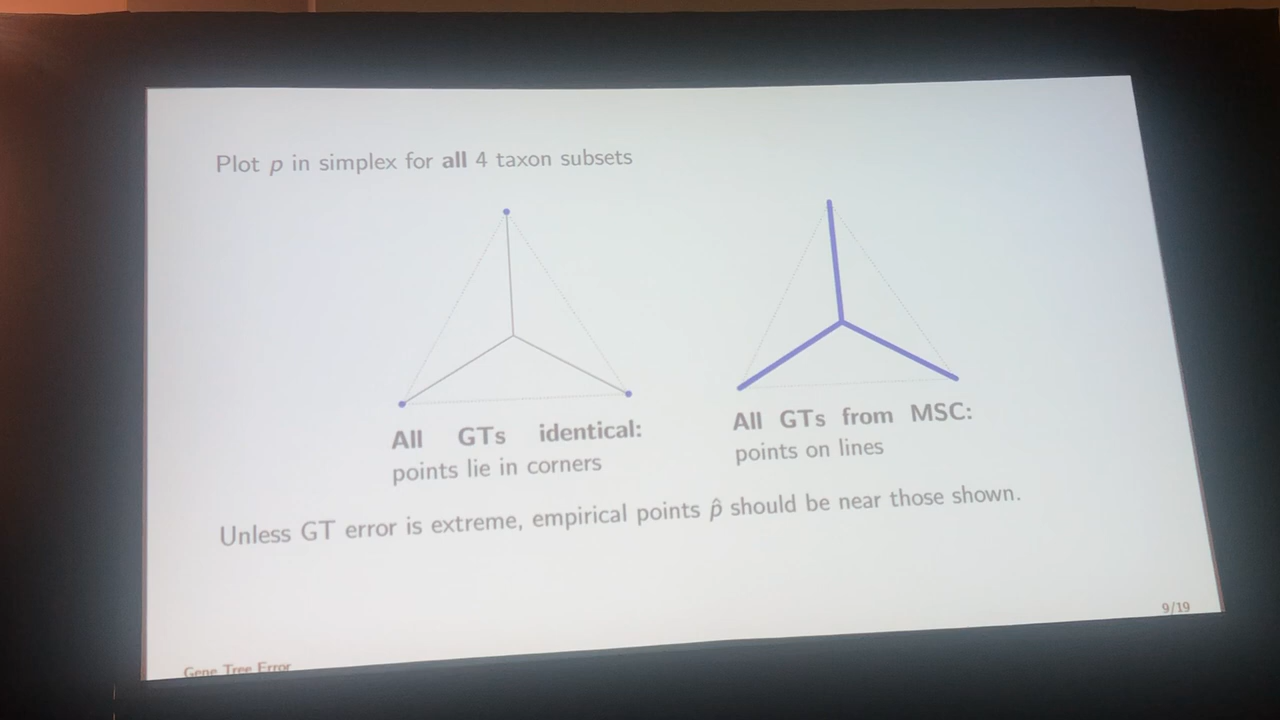 Plot p in simplex for all 4 taxon subsets
All GTs identical:
points lie in corners
All GTs from MSC:
points on lines
Unless GT error is extreme, empirical points p̂ should be near those shown.
9/19
Gene Tree Error